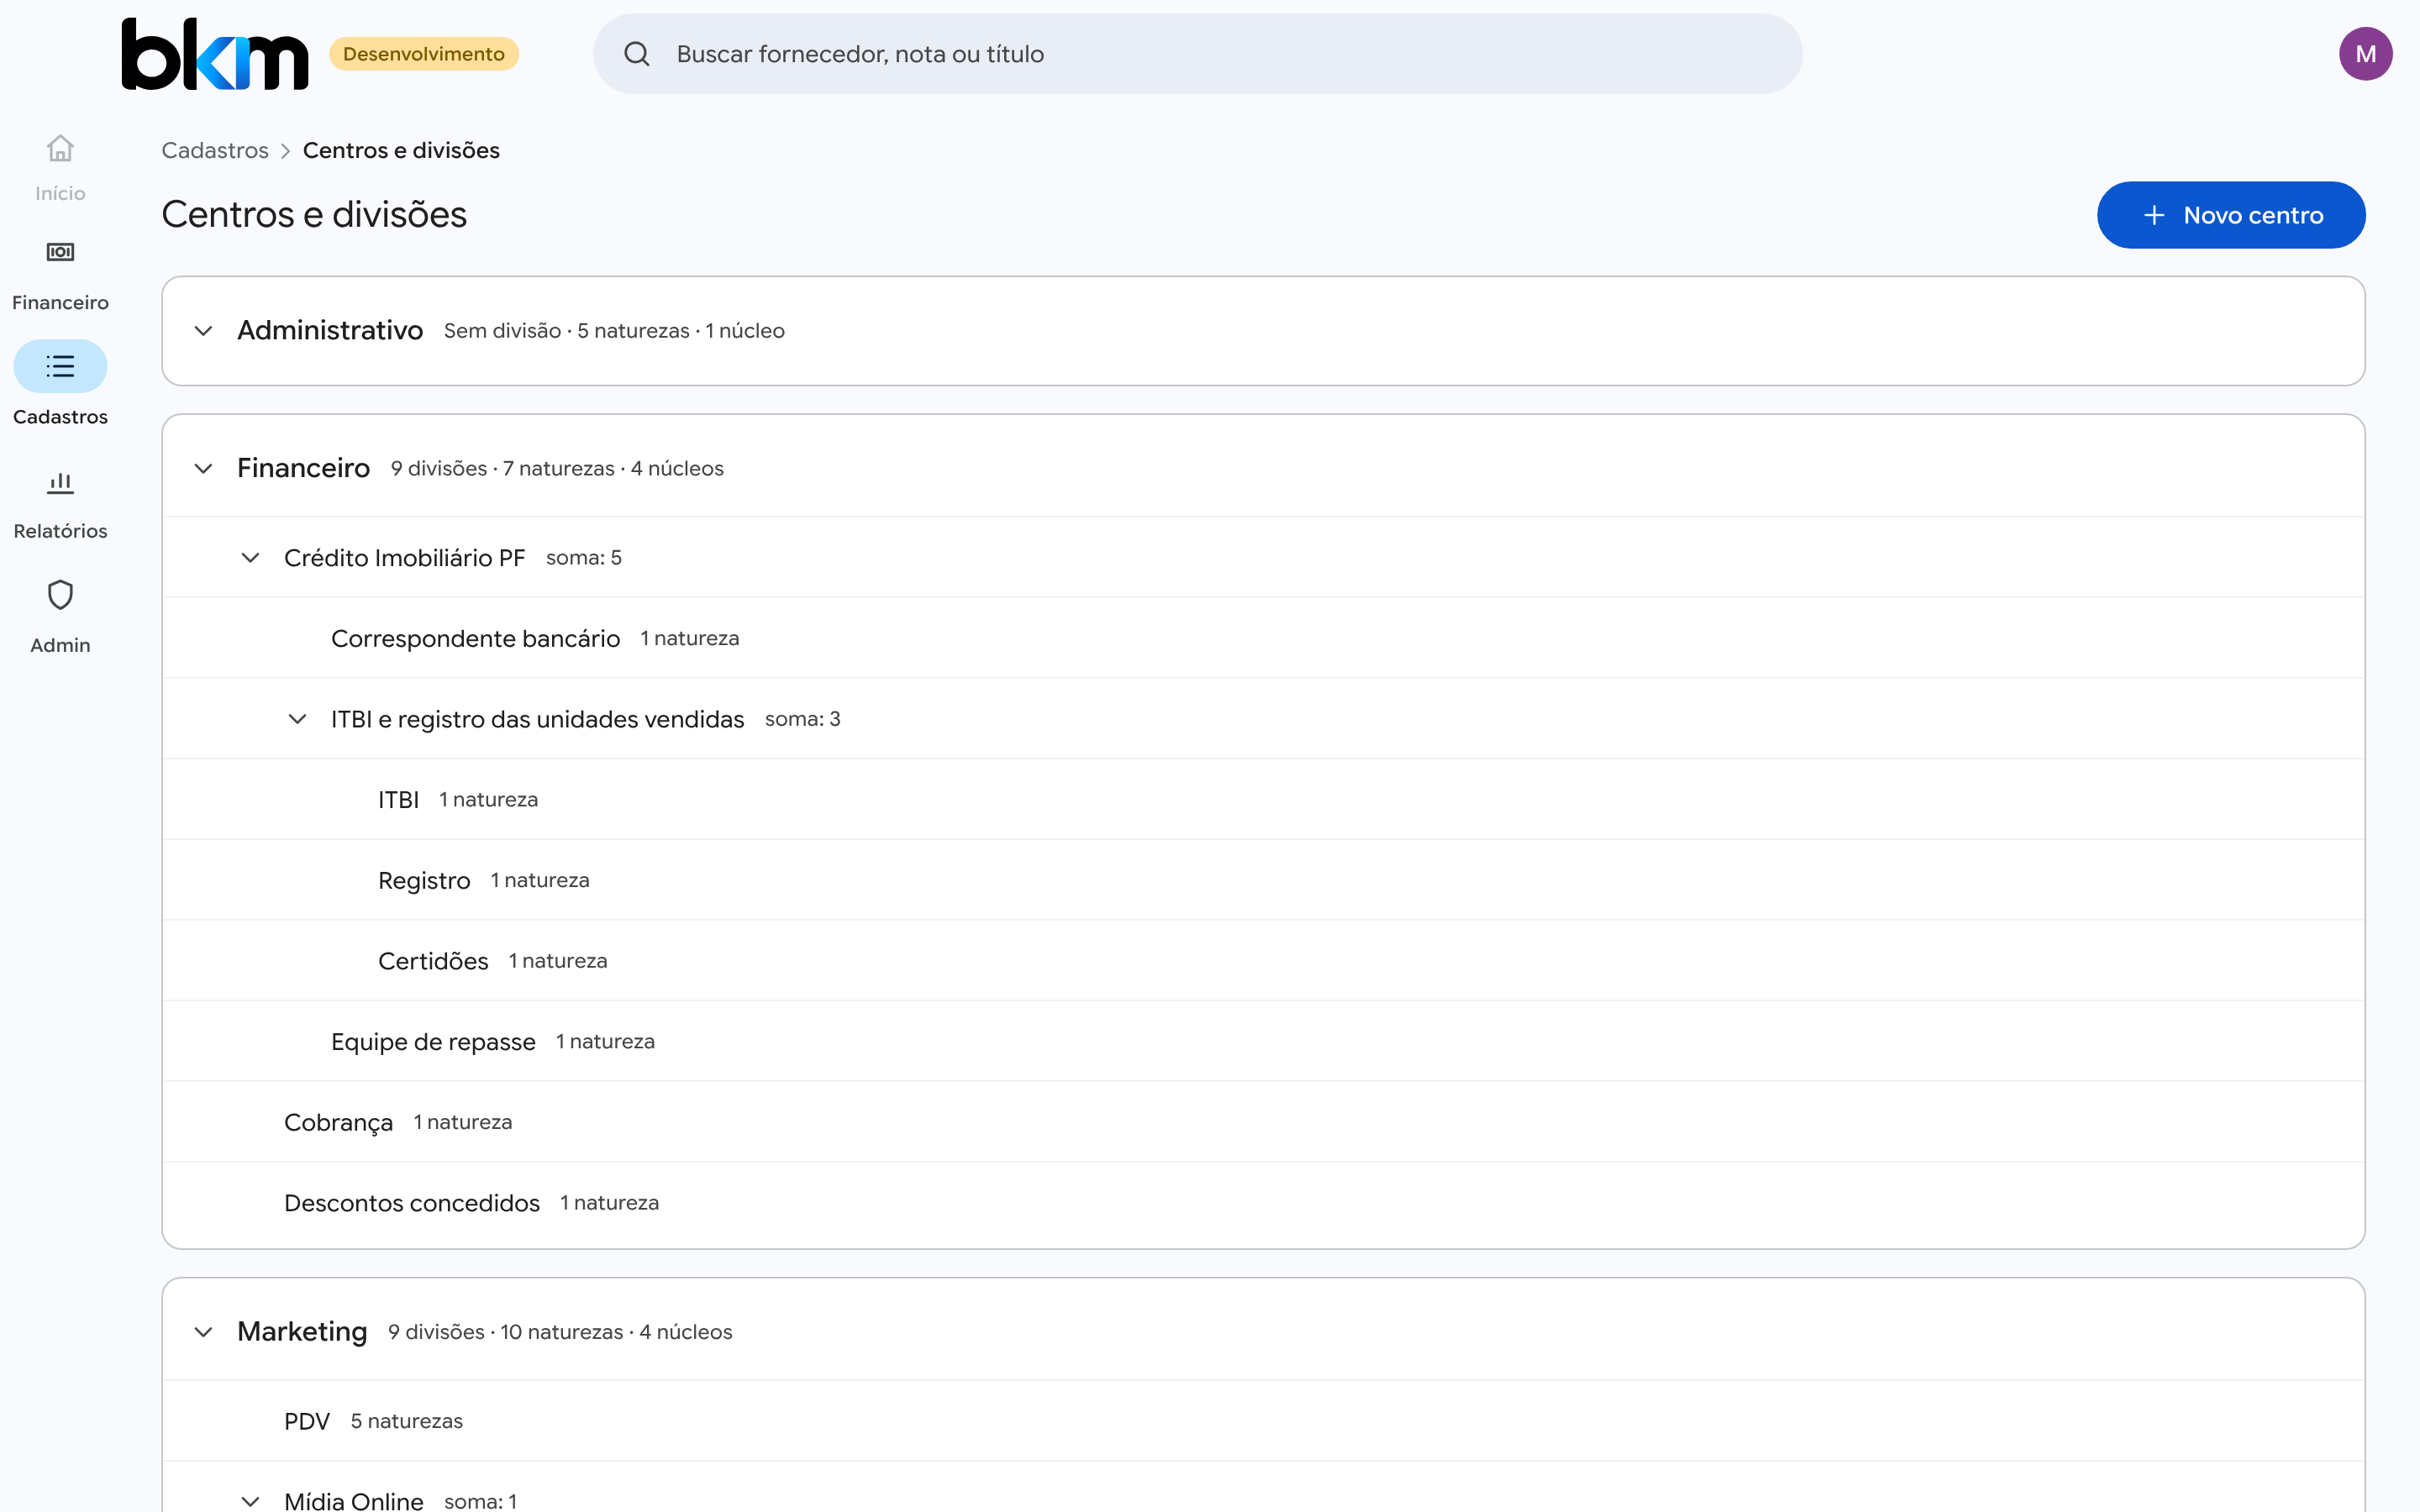 bkm Desenvolvimento
Buscar fornecedor, nota ou título
M
Início
Financeiro
Cadastros
Relatórios
Admin
Cadastros > Centros e divisões
Centros e divisões
+ Novo centro
Administrativo Sem divisão · 5 naturezas · 1 núcleo
Financeiro 9 divisões · 7 naturezas · 4 núcleos
Crédito Imobiliário PF soma: 5
Correspondente bancário 1 natureza
ITBI e registro das unidades vendidas soma: 3
ITBI 1 natureza
Registro 1 natureza
Certidões 1 natureza
Equipe de repasse 1 natureza
Cobrança 1 natureza
Descontos concedidos 1 natureza
Marketing 9 divisões · 10 naturezas · 4 núcleos
PDV 5 naturezas
Mídia Online soma: 1